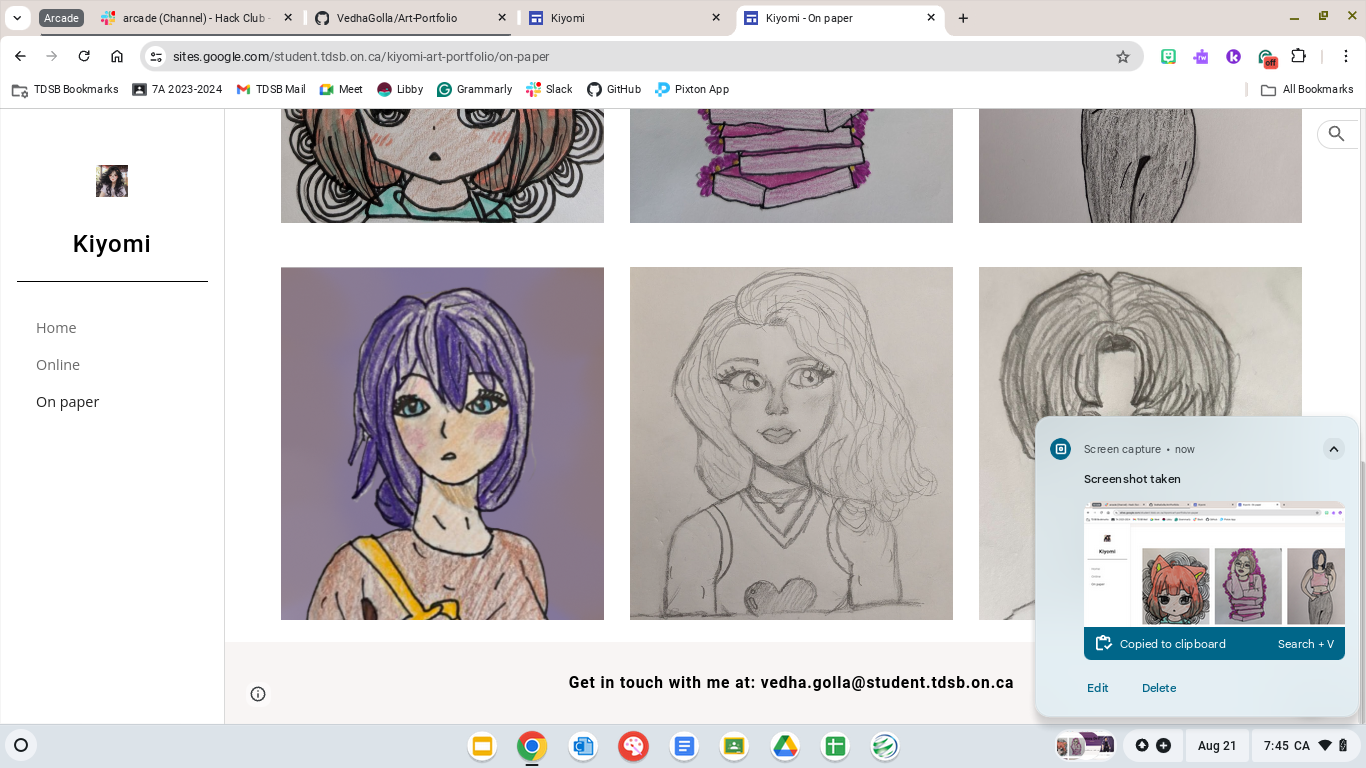 Arcade
arcade (Channel) - Hack Club -
VedhaGolla/Art-Portfolio
Kiyomi
Kiyomi - On paper
sites.google.com/student.tdsb.on.ca/kiyomi-art-portfolio/on-paper
off
TDSB Bookmarks
7A 2023-2024
TDSB Mail
Meet
Libby
Grammarly
Slack
GitHub
Pixton App
All Bookmarks
Kiyomi
Home
Online
On paper
Screen capture • now
Screenshot taken
Kiyomi
Copied to clipboard
Search + V
Edit
Delete
Get in touch with me at: vedha.golla@student.tdsb.on.ca
Aug 21
7:45 CA